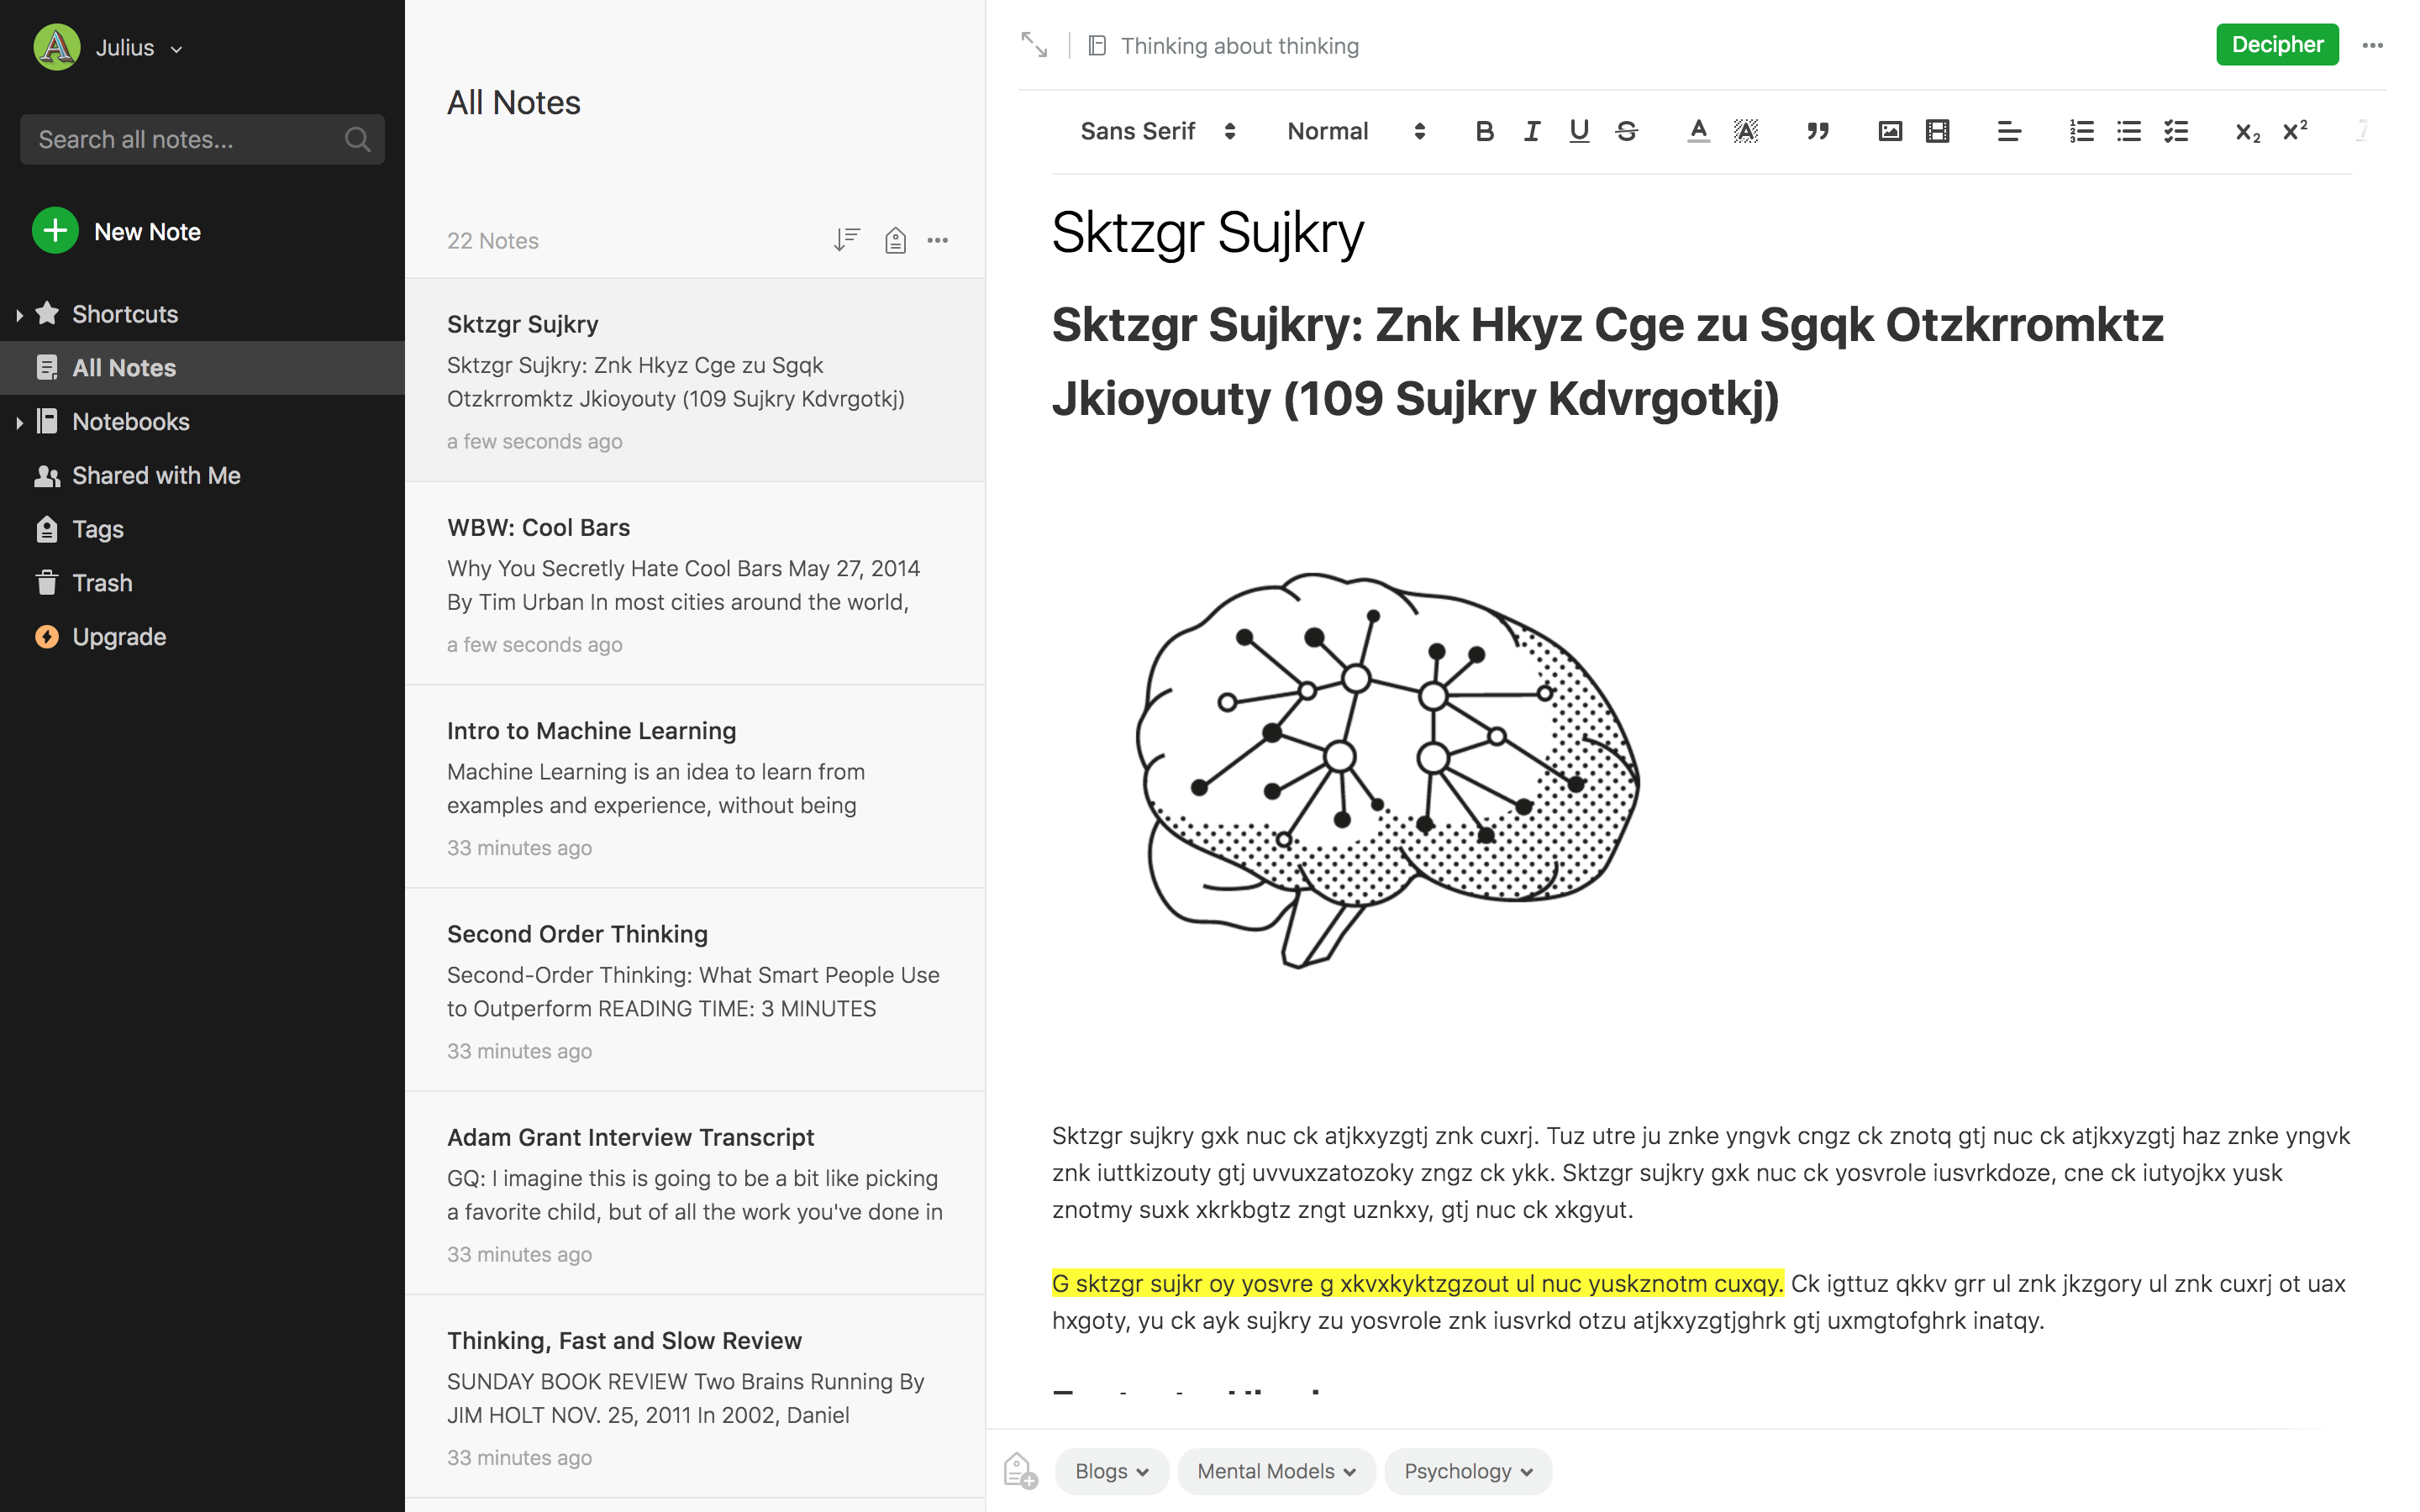 Julius
Search all notes...
New Note
Shortcuts
All Notes
Notebooks
Shared with Me
Tags
Trash
Upgrade
All Notes
22 Notes
Sktzgr Sujkry
Sktzgr Sujkry: Znk Hkyz Cge zu Sgqk
Otzkrromktz Jkioyouty (109 Sujkry Kdvrgotkj)
a few seconds ago
WBW: Cool Bars
Why You Secretly Hate Cool Bars May 27, 2014
By Tim Urban In most cities around the world,
a few seconds ago
Intro to Machine Learning
Machine Learning is an idea to learn from
examples and experience, without being
33 minutes ago
Second Order Thinking
Second-Order Thinking: What Smart People Use
to Outperform READING TIME: 3 MINUTES
33 minutes ago
Adam Grant Interview Transcript
GQ: I imagine this is going to be a bit like picking
a favorite child, but of all the work you've done in
33 minutes ago
Thinking, Fast and Slow Review
SUNDAY BOOK REVIEW Two Brains Running By
JIM HOLT NOV. 25, 2011 In 2002, Daniel
33 minutes ago
Thinking about thinking
Decipher
Sans Serif Normal B I U S A A x2 x2
Sktzgr Sujkry
Sktzgr Sujkry: Znk Hkyz Cge zu Sgqk Otzkrromktz
Jkioyouty (109 Sujkry Kdvrgotkj)
Sktzgr sujkry gxk nuc ck atjkxyzgtj znk cuxrj. Tuz utre ju znke yngvk cngz ck znotq gtj nuc ck atjkxyzgtj haz znke yngvk
znk iuttkizouty gtj uvvuxzatozoky zngz ck ykk. Sktzgr sujkry gxk nuc ck yosvrole iusvrkdoze, cne ck iutyojkx yusk
znotmy suxk xkrkbgtz zngt uznkxy, gtj nuc ck xkgyut.
G sktzgr sujkr oy yosvre g xkvxkyktzgzout ul nuc yuskznotm cuxqy. Ck igttuz qkkv grr ul znk jkzgory ul znk cuxrj ot uax
hxgoty, yu ck ayk sujkry zu yosvrole znk iusvrkd otzu atjkxyzgtjghrk gtj uxmgtofghrk inatqy.
Blogs
Mental Models
Psychology